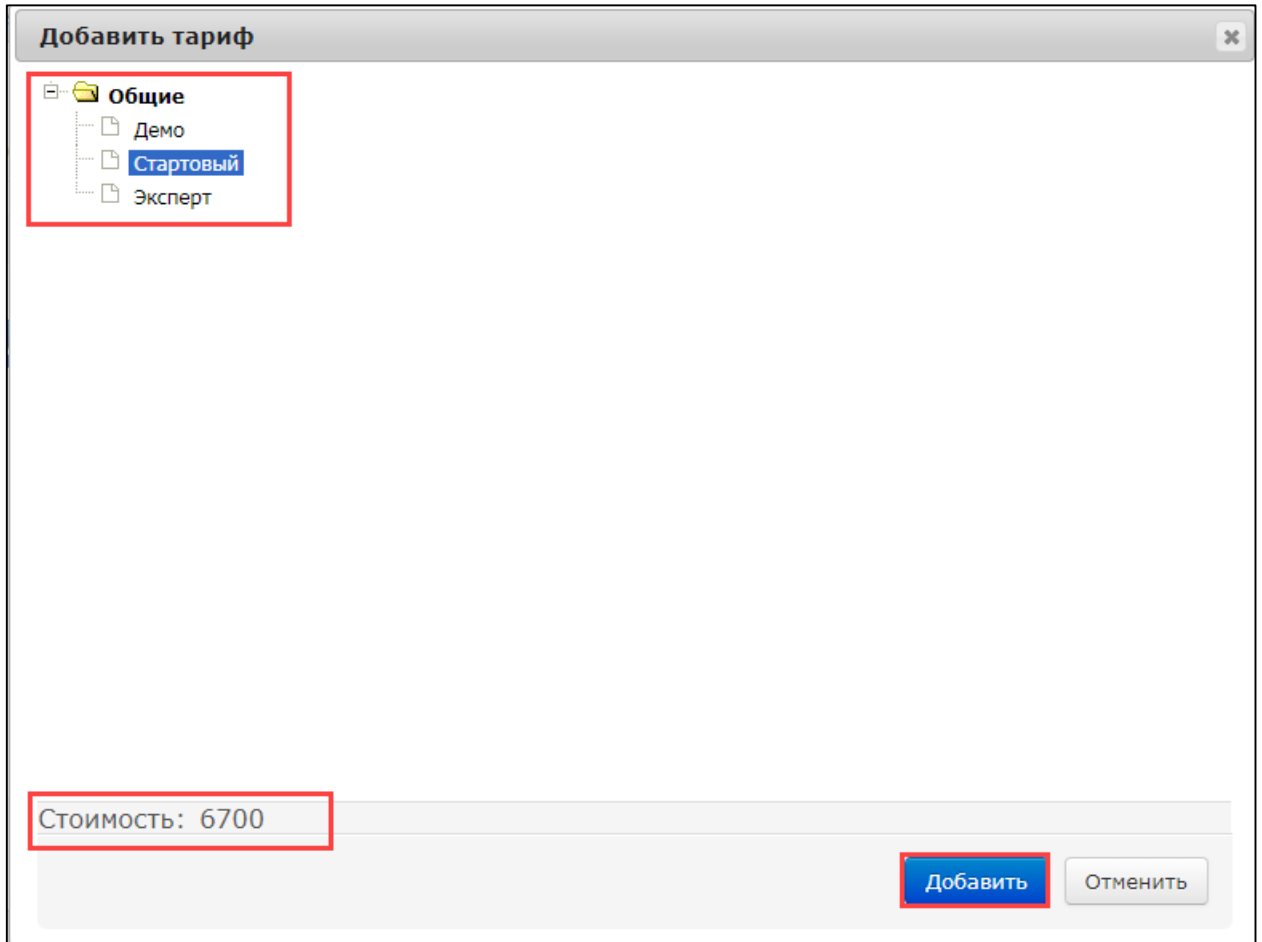 Добавить тариф
Общие
Демо
Стартовый
Эксперт
Стоимость: 6700
Добавить Отменить